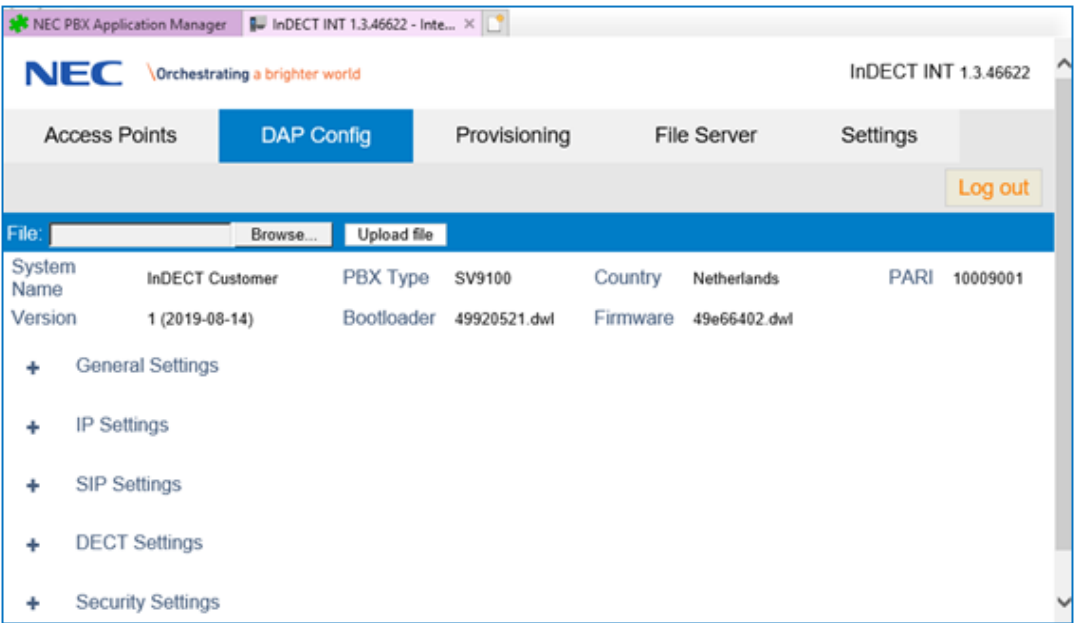 NEC PBX Application Manager InDECT INT 1.3.46622 - Inte...
NEC \Orchestrating a brighter world InDECT INT 1.3.46622
Access Points DAP Config Provisioning File Server Settings
Log out
File: Browse... Upload file
System Name InDECT Customer PBX Type SV9100 Country Netherlands PARI 10009001
Version 1 (2019-08-14) Bootloader 49920521.dwl Firmware 49e66402.dwl
+ General Settings
+ IP Settings
+ SIP Settings
+ DECT Settings
+ Security Settings